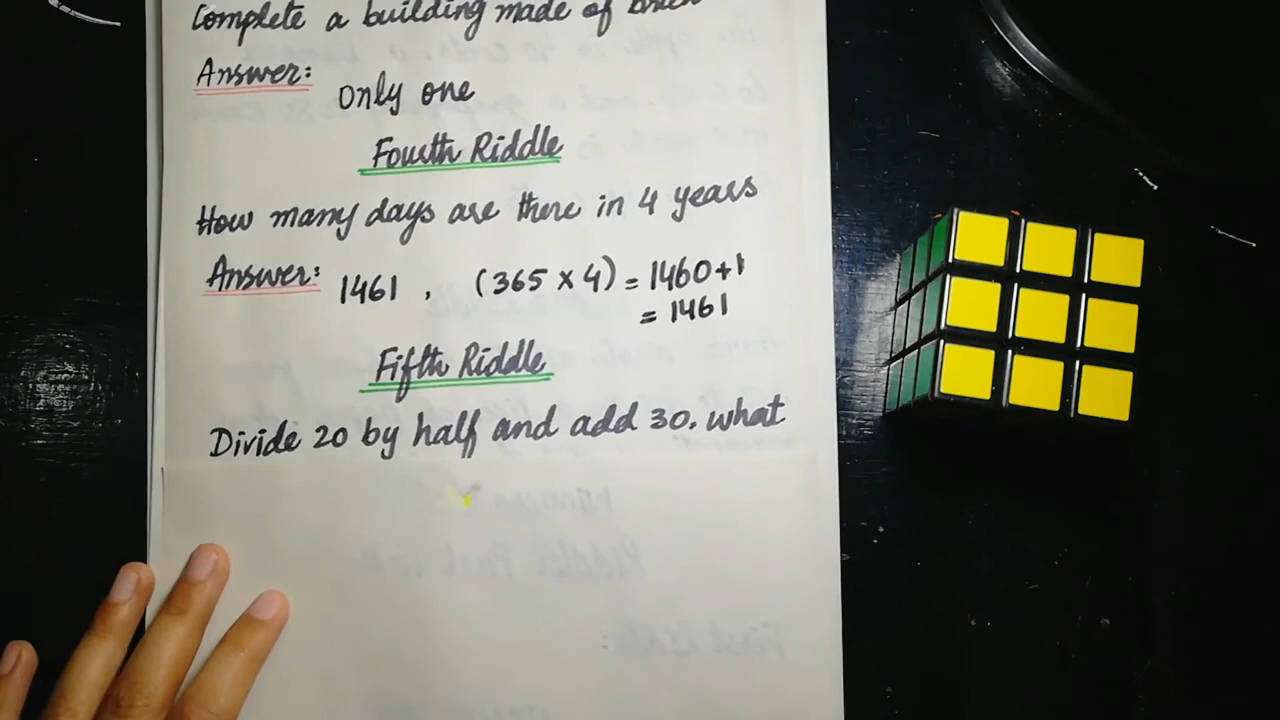 Complete a building made of brick
Answer:
only one
Fourth Riddle
How many days are there in 4 years
Answer: 1461 , (365 × 4) = 1460+1
= 1461
Fifth Riddle
Divide 20 by half and add 30. what